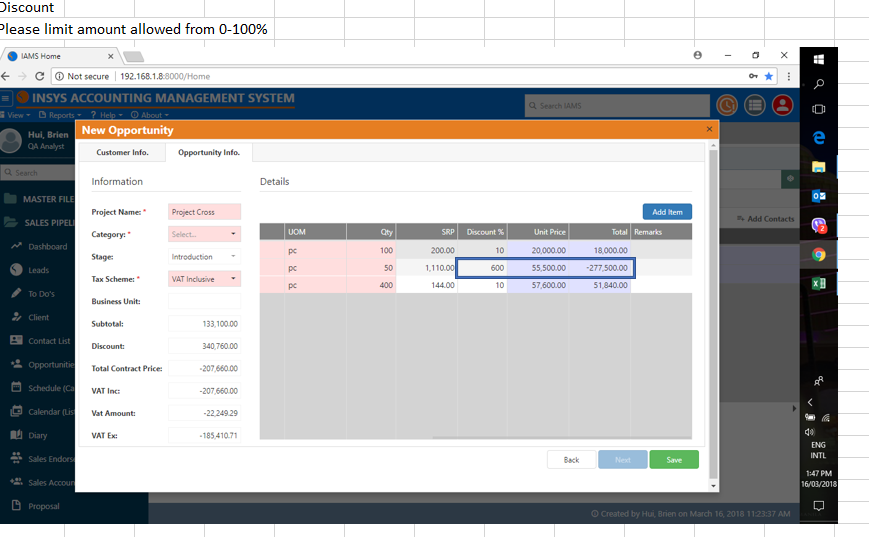 Discount
Please limit amount allowed from 0-100%
IAMS Home
Not secure | 192.168.1.8:8000/Home
INSYS ACCOUNTING MANAGEMENT SYSTEM
Search IAMS
View Reports ? Help About
Hui, Brien
QA Analyst
Search
MASTER FILE
SALES PIPEL
Dashboard
Leads
To Do's
Client
Contact List
Opportunitie
Schedule (Ca
Calendar (List
Diary
Sales Endors
Sales Accoun
Proposal
New Opportunity
Customer Info. Opportunity Info.
Information
Project Name: * Project Cross
Category: * Select...
Stage: Introduction
Tax Scheme: * VAT Inclusive
Business Unit:
Subtotal: 133,100.00
Discount: 340,760.00
Total Contract Price: -207,660.00
VAT Inc: -207,660.00
Vat Amount: -22,249.29
VAT Ex: -185,410.71
Details
Add Item
UOM Qty SRP Discount % Unit Price Total Remarks
pc 100 200.00 10 20,000.00 18,000.00
pc 50 1,110.00 600 55,500.00 -277,500.00
pc 400 144.00 10 57,600.00 51,840.00
Back Next Save
Add Contacts
Created by Hui, Brien on March 16, 2018 11:23:37 AM
2
ENG
INTL
1:47 PM
16/03/2018